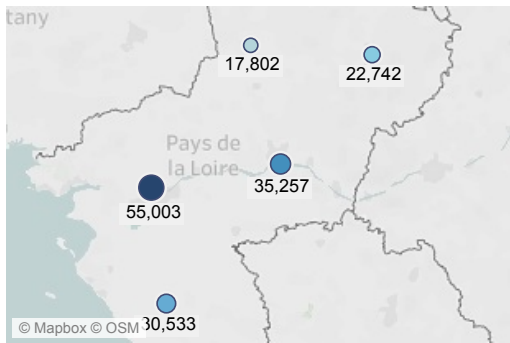 tany
17,802
22,742
Pays de
la Loire
35,257
55,003
30,533
© Mapbox © OSM